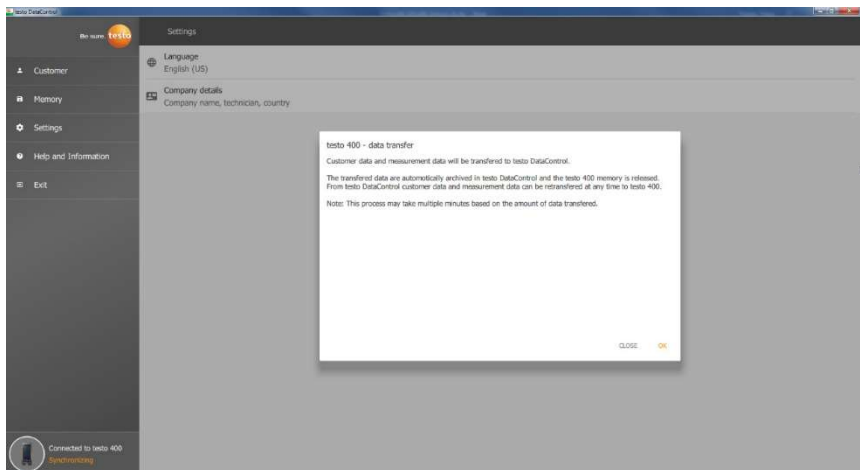 testo DataControl
Be sure. testo
Settings
Customer
Memory
Settings
Help and Information
Exit
Language
English (US)
Company details
Company name, technician, country
testo 400 - data transfer
Customer data and measurement data will be transfered to testo DataControl.
The transfered data are automatically archived in testo DataControl and the testo 400 memory is released.
From testo DataControl customer data and measurement data can be retransfered at any time to testo 400.
Note: This process may take multiple minutes based on the amount of data transfered.
CLOSE OK
Connected to testo 400
Synchronizing